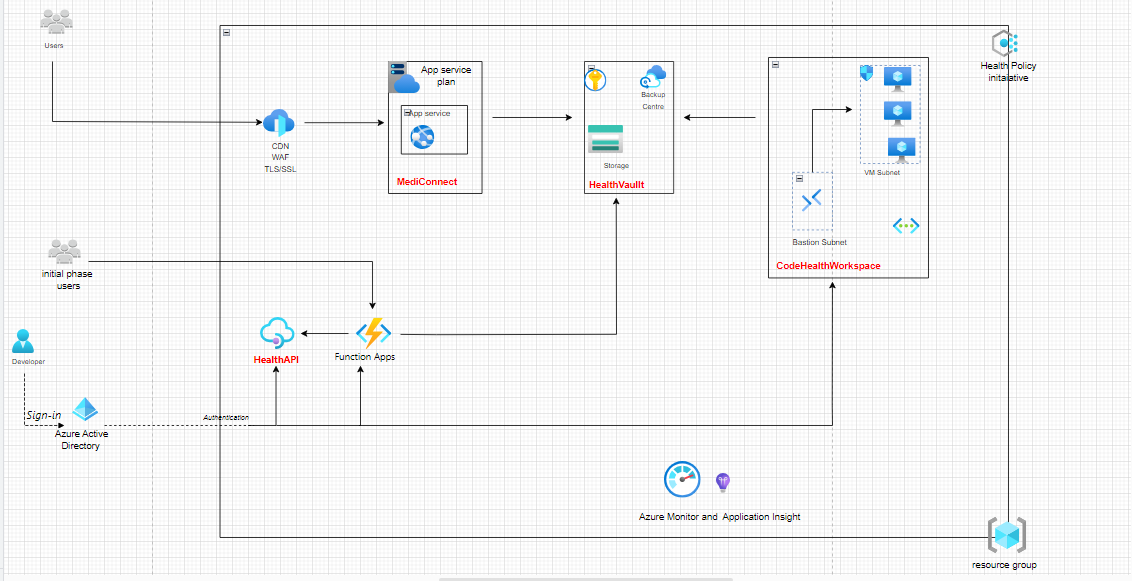 Users
Health Policy
initaiative
App service
plan
App service
Backup
Centre
CDN
WAF
TLS/SSL
Storage
MediConnect
HealthVauilt
VM Subnet
Bastion Subnet
CodeHealthWorkspace
initial phase
users
HealthAPI
Function Apps
Developer
Sign-in
Authentication
Azure Active
Directory
Azure Monitor and Application Insight
resource group